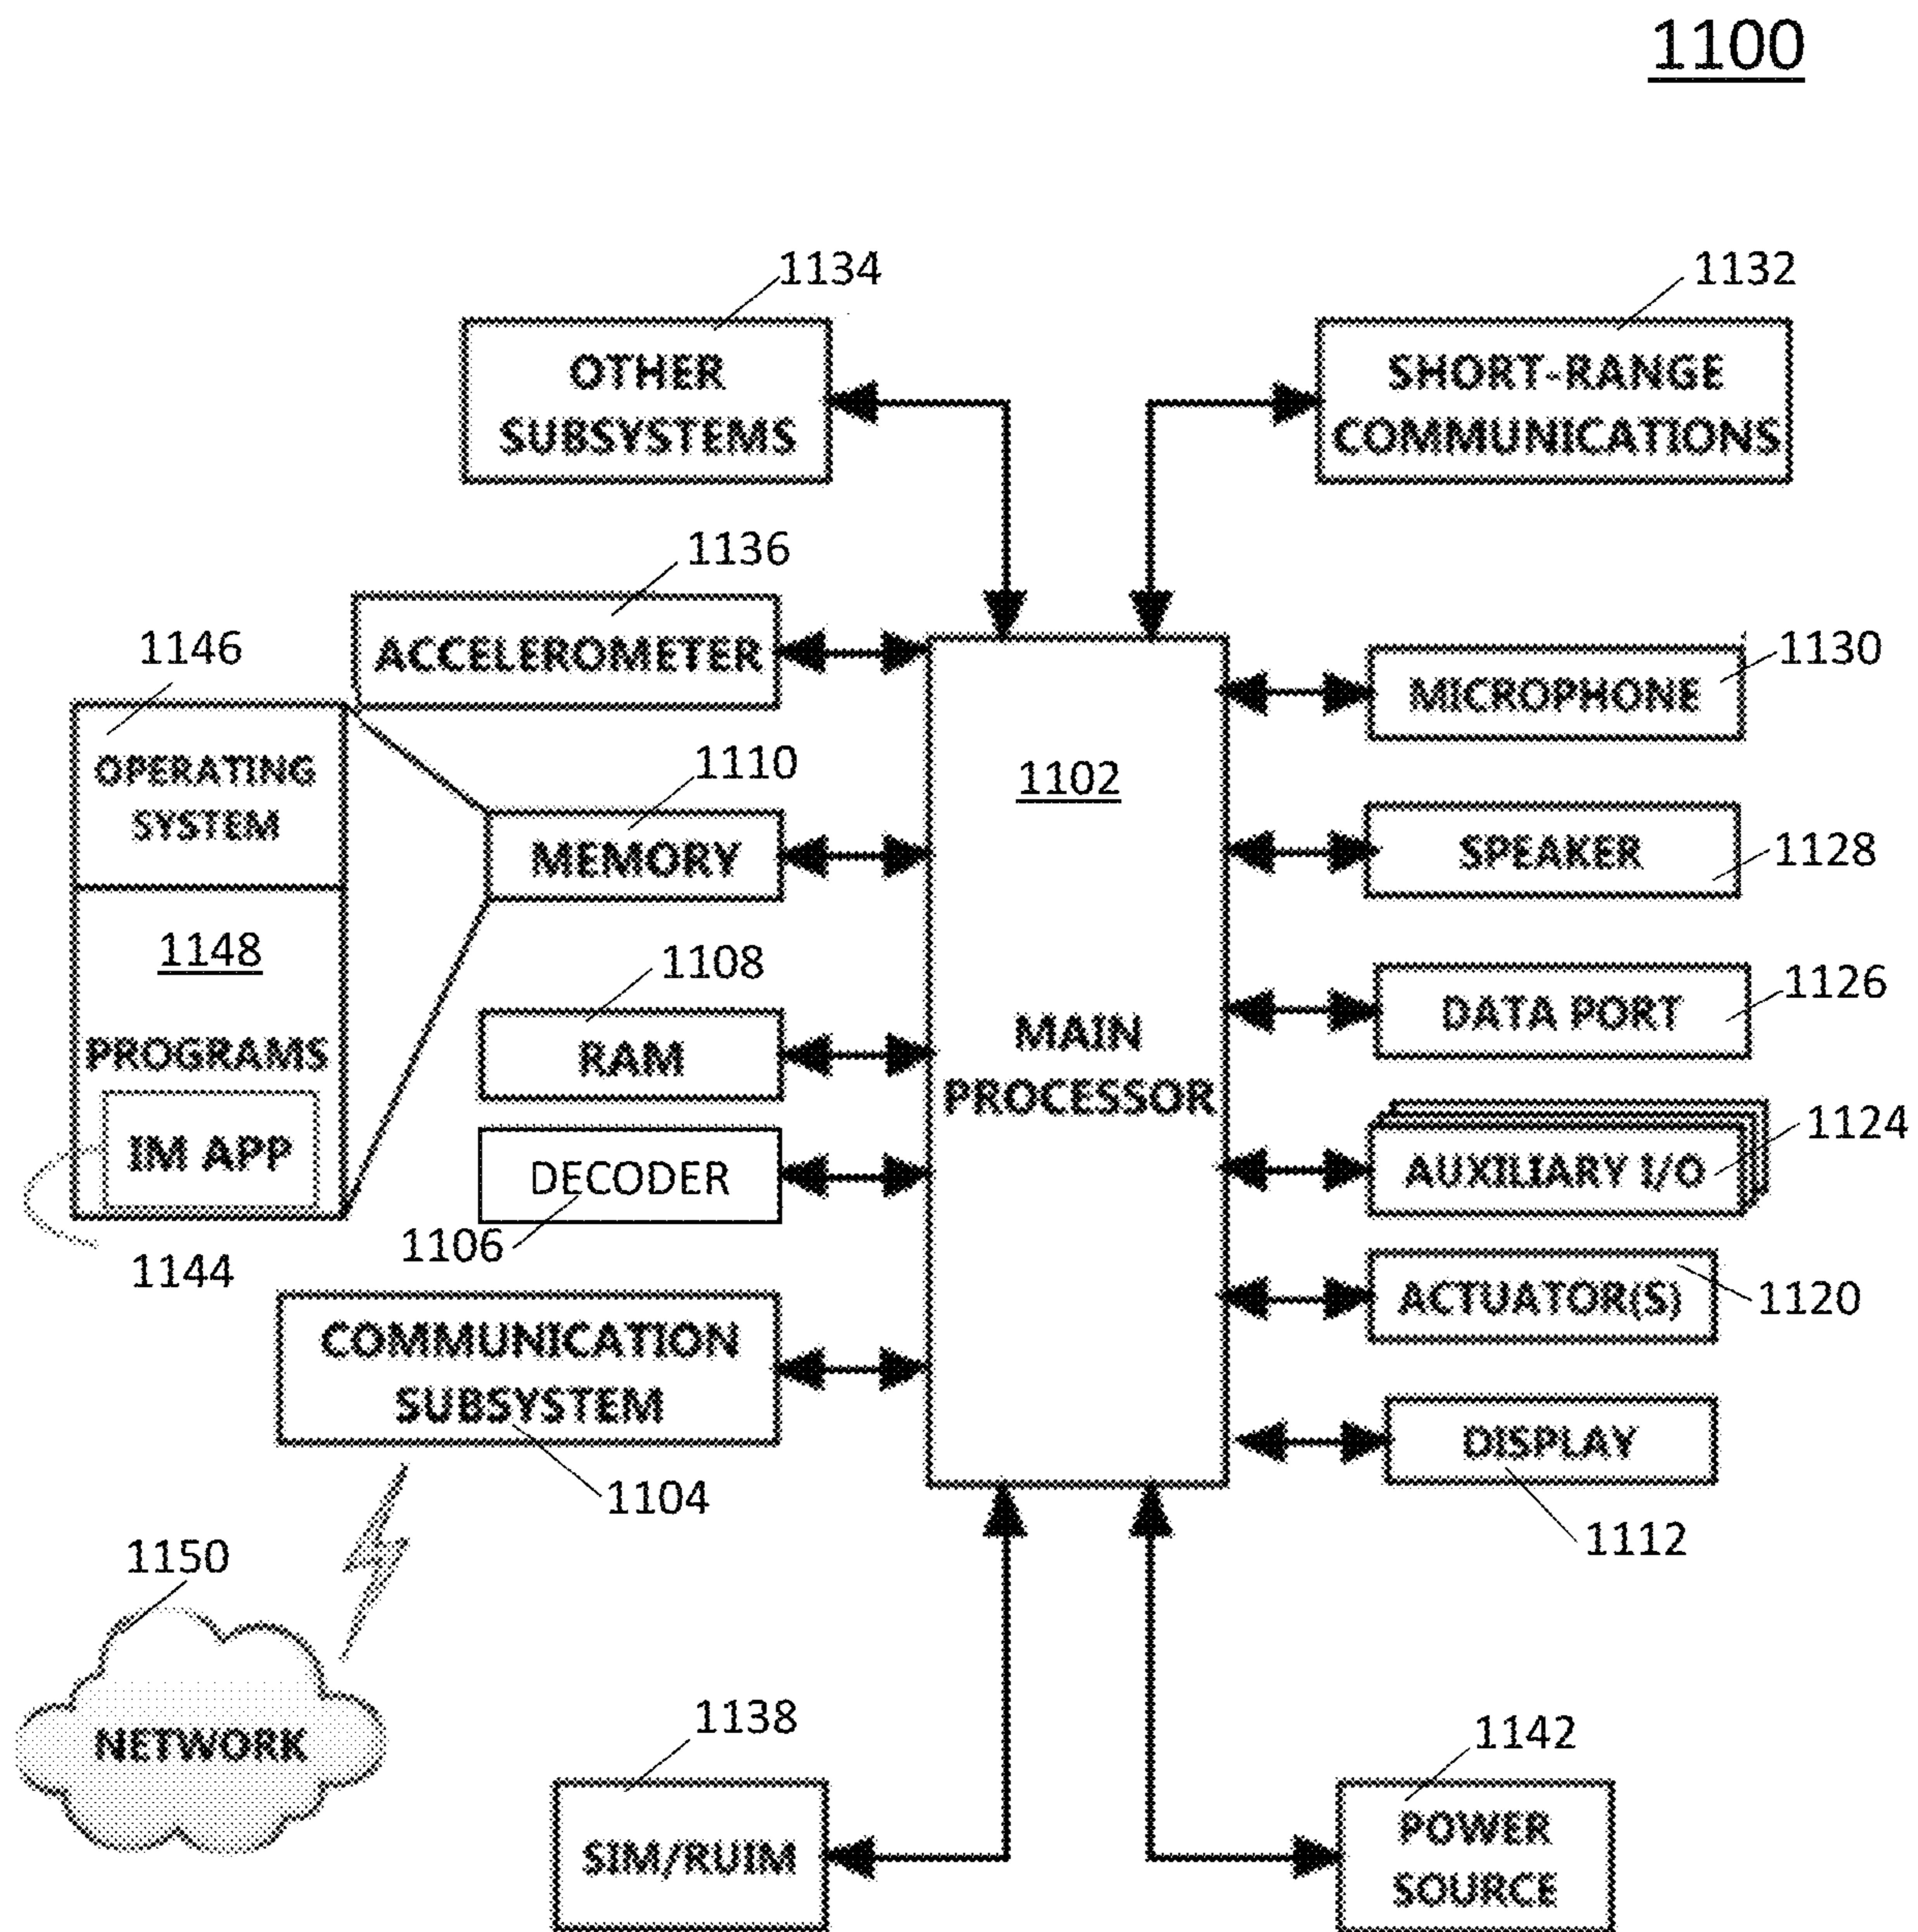 1100
1134
1132
OTHER
SUBSYSTEMS
SHORT-RANGE
COMMUNICATIONS
1136
ACCELEROMETER
1146
OPERATING
SYSTEM
1148
PROGRAMS
IM APP
1144
1110
MEMORY
1108
RAM
DECODER
1106
COMMUNICATION
SUBSYSTEM
1104
1102
MAIN
PROCESSOR
1130
MICROPHONE
SPEAKER
1128
1126
DATA PORT
1124
AUXILIARY I/O
ACTUATOR(S)
1120
DISPLAY
1112
1150
NETWORK
1138
SIM/RUIM
1142
POWER
SOURCE